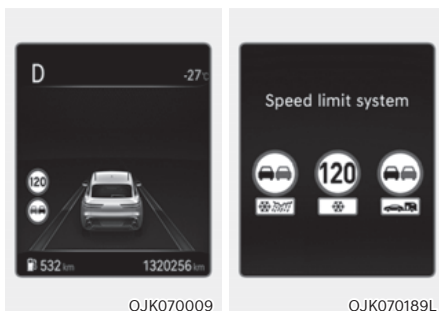 D
-27°c
120
532 km
1320256 km
OJK070009
Speed limit system
120
OJK070189L